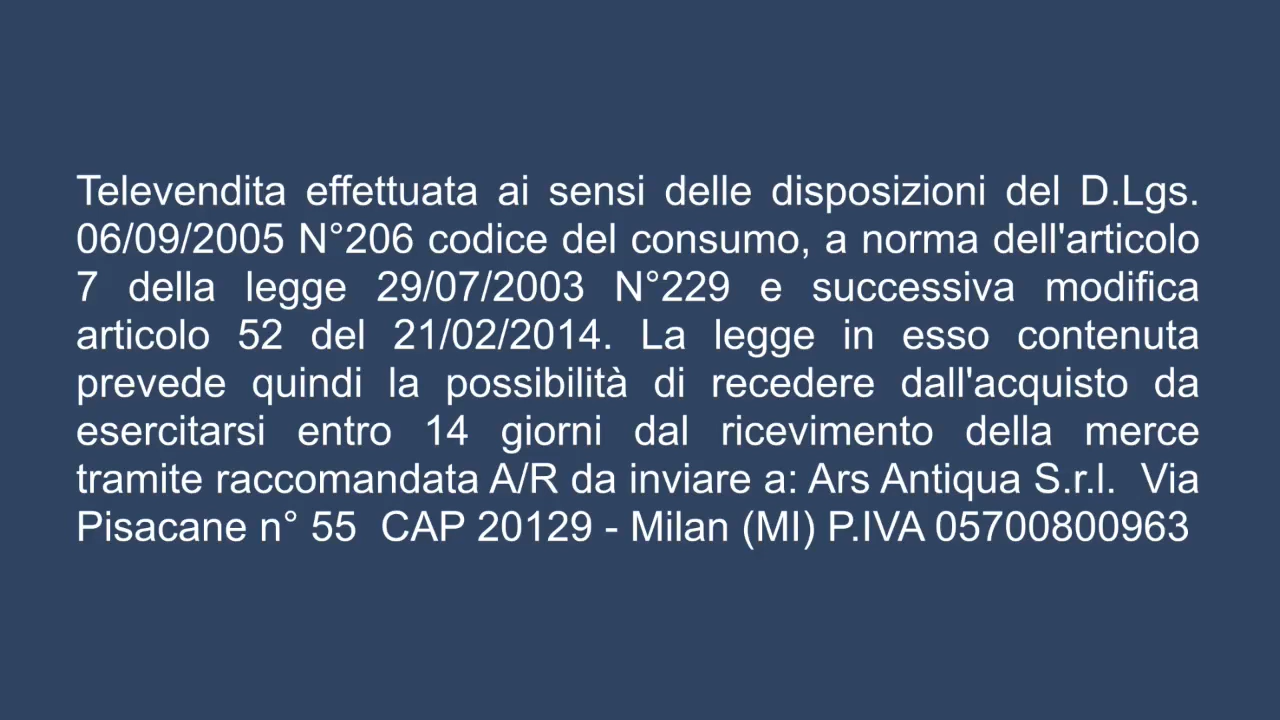 Televendita effettuata ai sensi delle disposizioni del D.Lgs.
06/09/2005 N°206 codice del consumo, a norma dell'articolo
7 della legge 29/07/2003 N°229 e successiva modifica
articolo 52 del 21/02/2014. La legge in esso contenuta
prevede quindi la possibilità di recedere dall'acquisto da
esercitarsi entro 14 giorni dal ricevimento della merce
tramite raccomandata A/R da inviare a: Ars Antiqua S.r.l.  Via
Pisacane n° 55  CAP 20129 - Milan (MI) P.IVA 05700800963